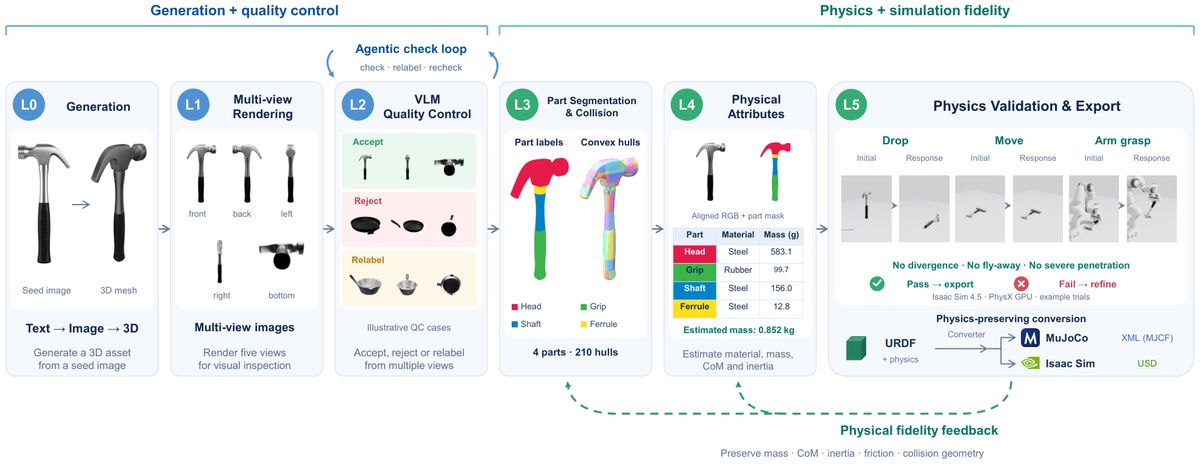 Generation + quality control
Physics + simulation fidelity
Agentic check loop
check · relabel · recheck
L0
Generation
Seed image
3D mesh
Text → Image → 3D
Generate a 3D asset
from a seed image
L1
Multi-view
Rendering
front
back
left
right
bottom
Multi-view images
Render five views
for visual inspection
L2
VLM
Quality Control
Accept
Reject
Relabel
Illustrative QC cases
Accept, reject or relabel
from multiple views
L3
Part Segmentation
& Collision
Part labels
Convex hulls
Head
Grip
Shaft
Ferrule
4 parts · 210 hulls
L4
Physical
Attributes
Aligned RGB + part mask
Part Material Mass (g)
Head Steel 583.1
Grip Rubber 99.7
Shaft Steel 156.0
Ferrule Steel 12.8
Estimated mass: 0.852 kg
Estimate material, mass,
CoM and inertia
L5
Physics Validation & Export
Drop
Move
Arm grasp
Initial
Response
Initial
Response
Initial
Response
No divergence · No fly-away · No severe penetration
Pass → export
Fail → refine
Isaac Sim 4.5 · PhysX GPU · example trials
Physics-preserving conversion
URDF
+ physics
Converter
M
MuJoCo
XML (MJCF)
Isaac Sim
USD
Physical fidelity feedback
Preserve mass · CoM · inertia · friction · collision geometry